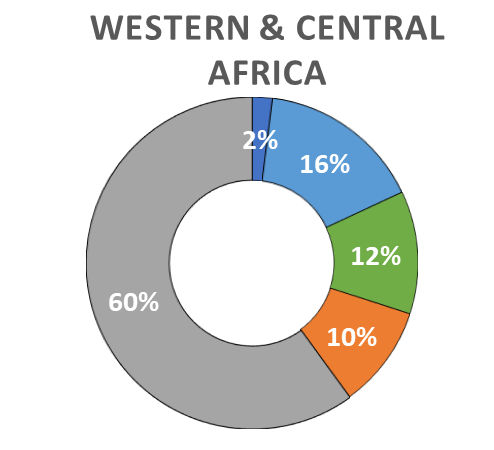 WESTERN & CENTRAL
AFRICA
2%
16%
12%
10%
60%